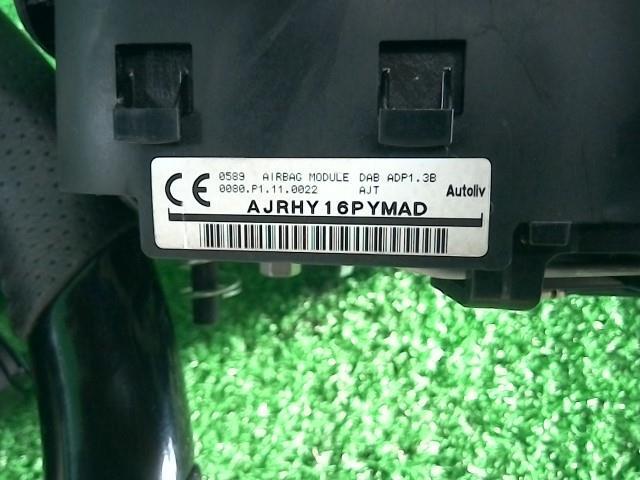 CE 0589 AIRBAG MODULE DAB ADP1.3B
0080.P1.11.0022 AJT Autoliv
AJRHY16PYMAD